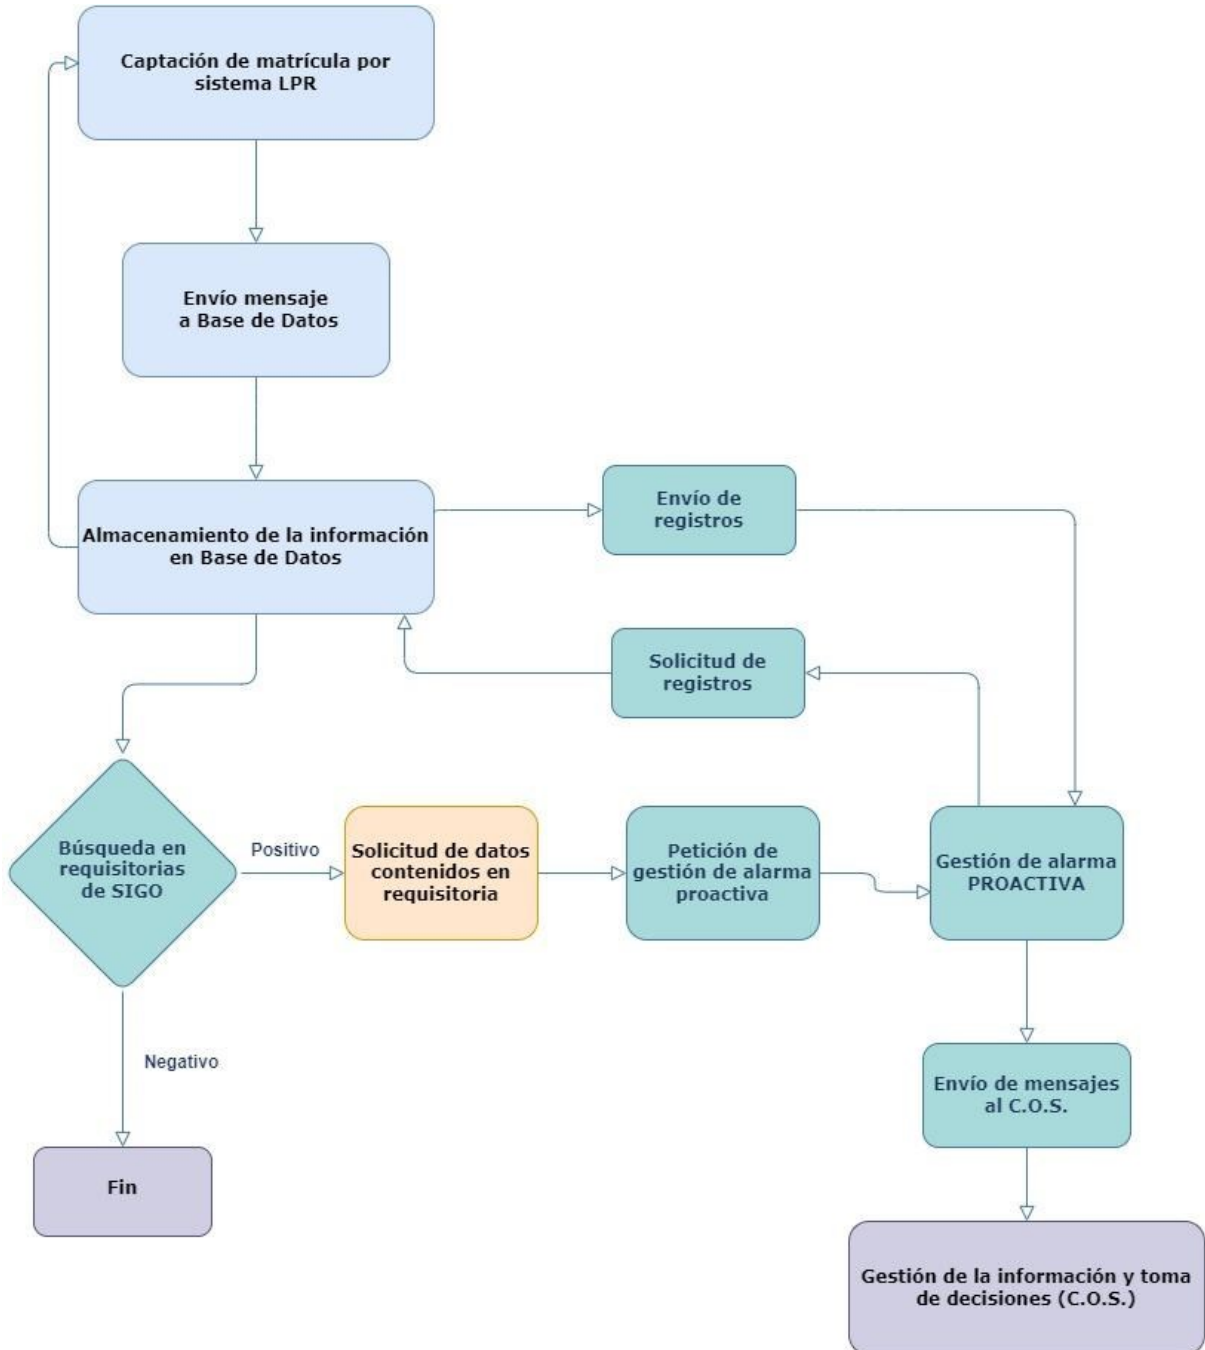 Captación de matrícula por
sistema LPR
Envío mensaje
a Base de Datos
Almacenamiento de la información
en Base de Datos
Envío de
registros
Solicitud de
registros
Búsqueda en
requisitorias
de SIGO
Positivo
Solicitud de datos
contenidos en
requisitoria
Petición de
gestión de alarma
proactiva
Gestión de alarma
PROACTIVA
Negativo
Envío de mensajes
al C.O.S.
Fin
Gestión de la información y toma
de decisiones (C.O.S.)